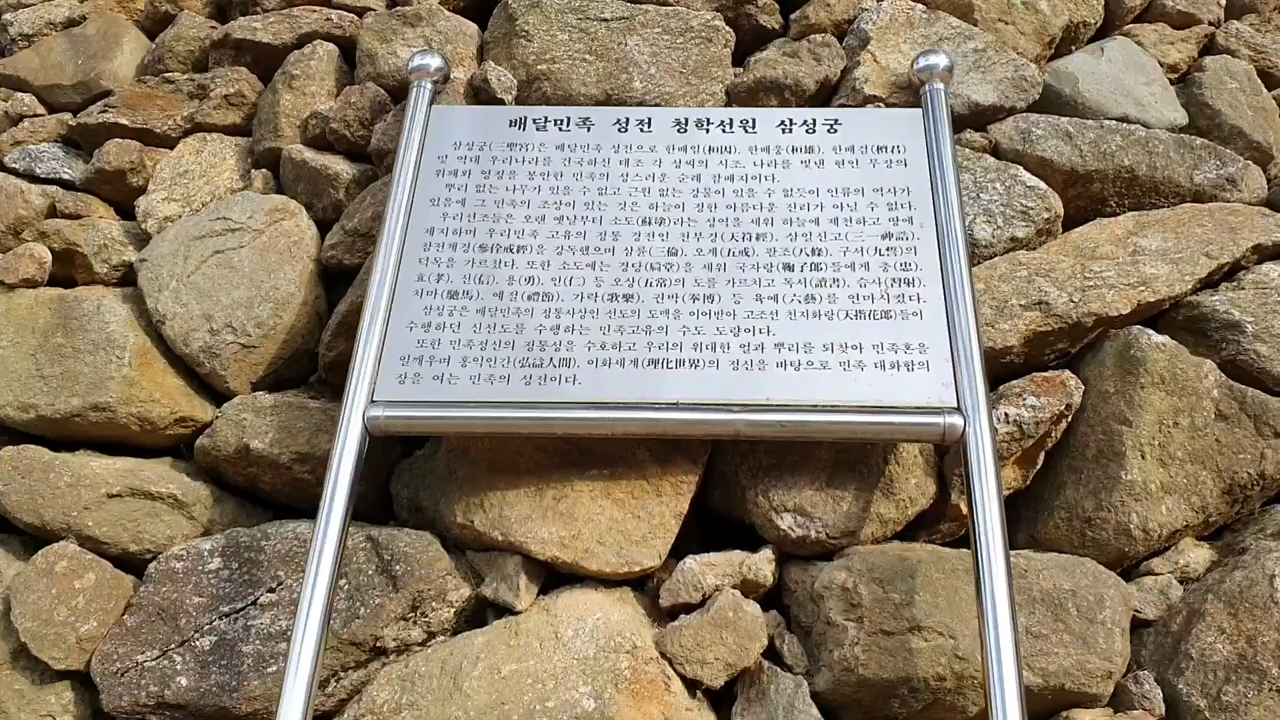 배달민족 성전 청학선원 삼성궁
삼성궁(三聖宮)은 배달민족 성전으로 한배임(桓因), 한배웅(桓雄), 한배검(檀君)
및 역대 우리나라를 건국하신 태조 각 성씨의 시조, 나라를 빛낸 현인 무장의
위패와 영정을 봉안한 민족의 성스러운 순례 참배지이다.
뿌리 없는 나무가 있을 수 없고 근원 없는 강물이 있을 수 없듯이 인류의 역사가
있음에 그 민족의 조상이 있는 것은 하늘이 정한 아름다운 진리가 아닐 수 없다.
우리선조들은 오랜 옛날부터 소도(蘇塗)라는 성역을 세워 하늘에 제천하고 땅에
제지하며 우리민족 고유의 정통 경전인 천부경(天符經), 삼일신고(三一神誥),
참전계경(參佺戒經)을 강독했으며 삼륜(三倫), 오계(五戒), 팔조(八條), 구서(九誓)의
덕목을 가르쳤다. 또한 소도에는 경당(扃堂)을 세워 국자랑(鞠子郎)들에게 충(忠),
효(孝), 신(信), 용(勇), 인(仁) 등 오상(五常)의 도를 가르치고 독서(讀書), 습사(習射),
치마(馳馬), 예절(禮節), 가락(歌樂), 권박(拳博) 등 육예(六藝)를 연마시켰다.
삼성궁은 배달민족의 정통사상인 선도의 도맥을 이어받아 고조선 천지화랑(天指花郎)들이
수행하던 신선도를 수행하는 민족고유의 수도 도량이다.
또한 민족정신의 정통성을 수호하고 우리의 위대한 얼과 뿌리를 되찾아 민족혼을
일깨우며 홍익인간(弘益人間), 이화세계(理化世界)의 정신을 바탕으로 민족 대화합의
장을 여는 민족의 성전이다.